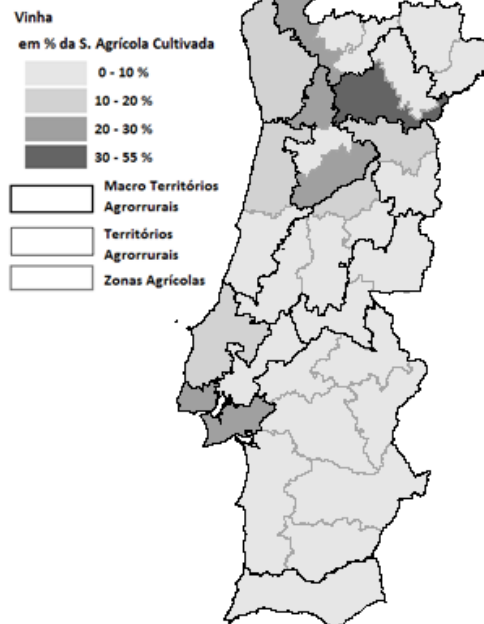 Vinha
em % da S. Agrícola Cultivada
0 - 10 %
10 - 20 %
20 - 30 %
30 - 55 %
Macro Territórios
Agrorrurais
Territórios
Agrorrurais
Zonas Agrícolas